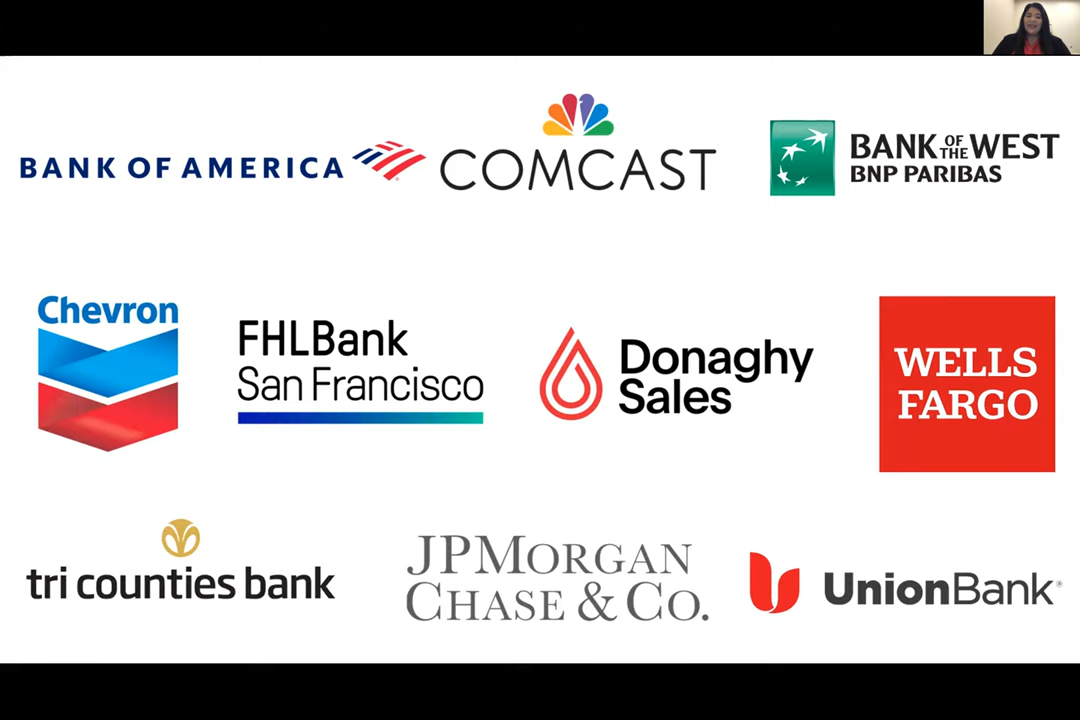 BANK OF AMERICA
COMCAST
BANK OF THE WEST
BNP PARIBAS
Chevron
FHLBank
San Francisco
Donaghy
Sales
WELLS
FARGO
tri counties bank
JPMORGAN
CHASE & CO.
UnionBank®